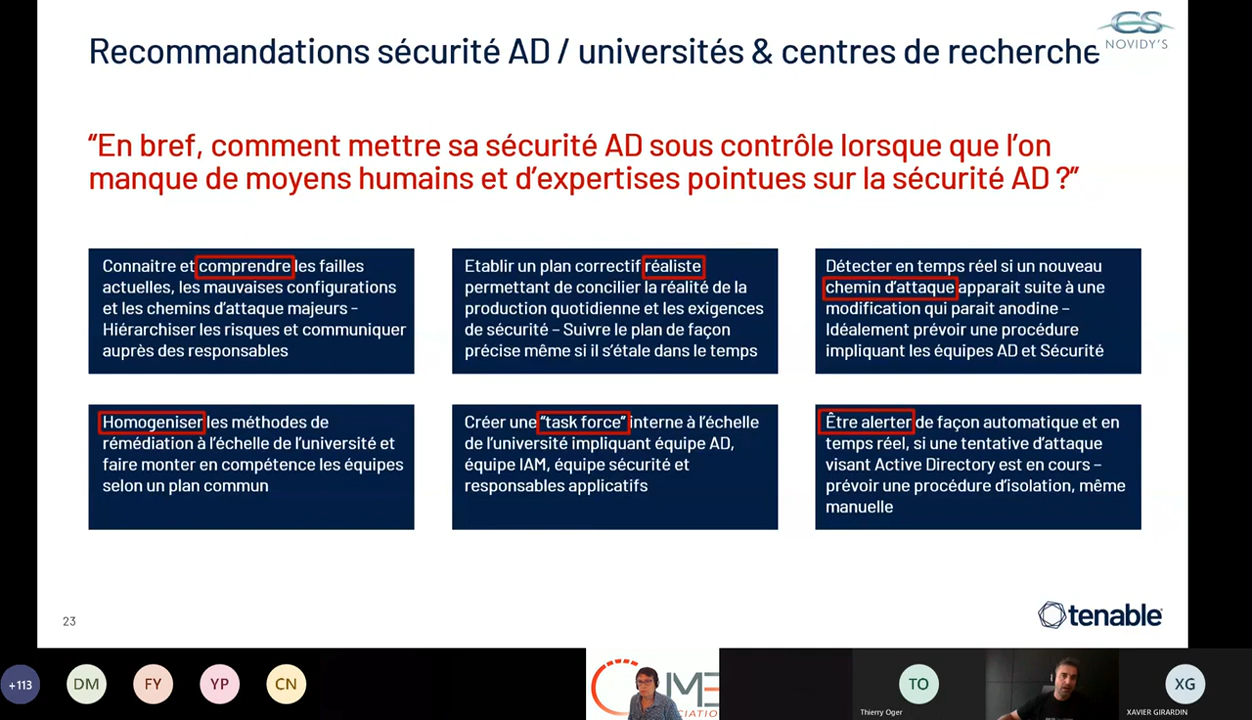 CS
NOVIDY'S
Recommandations sécurité AD / universités & centres de recherche
“En bref, comment mettre sa sécurité AD sous contrôle lorsque que l’on
manque de moyens humains et d’expertises pointues sur la sécurité AD ?”
Connaitre et comprendre les failles
actuelles, les mauvaises configurations
et les chemins d’attaque majeurs –
Hiérarchiser les risques et communiquer
auprès des responsables
Etablir un plan correctif réaliste
permettant de concilier la réalité de la
production quotidienne et les exigences
de sécurité – Suivre le plan de façon
précise même si il s’étale dans le temps
Détecter en temps réel si un nouveau
chemin d’attaque apparait suite à une
modification qui parait anodine –
Idéalement prévoir une procédure
impliquant les équipes AD et Sécurité
Homogeniser les méthodes de
rémédiation à l’échelle de l’université et
faire monter en compétence les équipes
selon un plan commun
Créer une “task force” interne à l’échelle
de l’université impliquant équipe AD,
équipe IAM, équipe sécurité et
responsables applicatifs
Être alerter de façon automatique et en
temps réel, si une tentative d’attaque
visant Active Directory est en cours –
prévoir une procédure d’isolation, même
manuelle
23
tenable
+113
DM
FY
YP
CN
TO
Thierry Oger
XG
XAVIER GIRARDIN